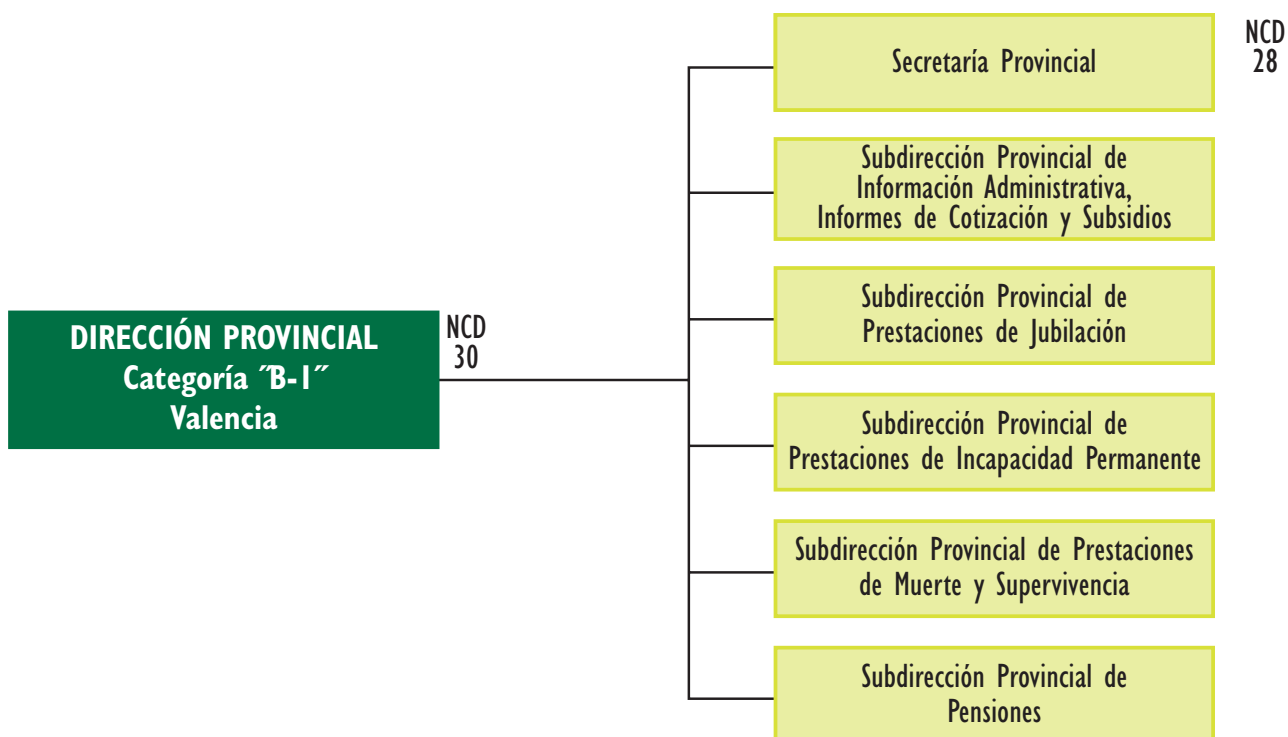 Secretaría Provincial
NCD
28
Subdirección Provincial de
Información Administrativa,
Informes de Cotización y Subsidios
Subdirección Provincial de
Prestaciones de Jubilación
DIRECCIÓN PROVINCIAL
Categoría ˝B-1˝
Valencia
NCD
30
Subdirección Provincial de
Prestaciones de Incapacidad Permanente
Subdirección Provincial de Prestaciones
de Muerte y Supervivencia
Subdirección Provincial de
Pensiones